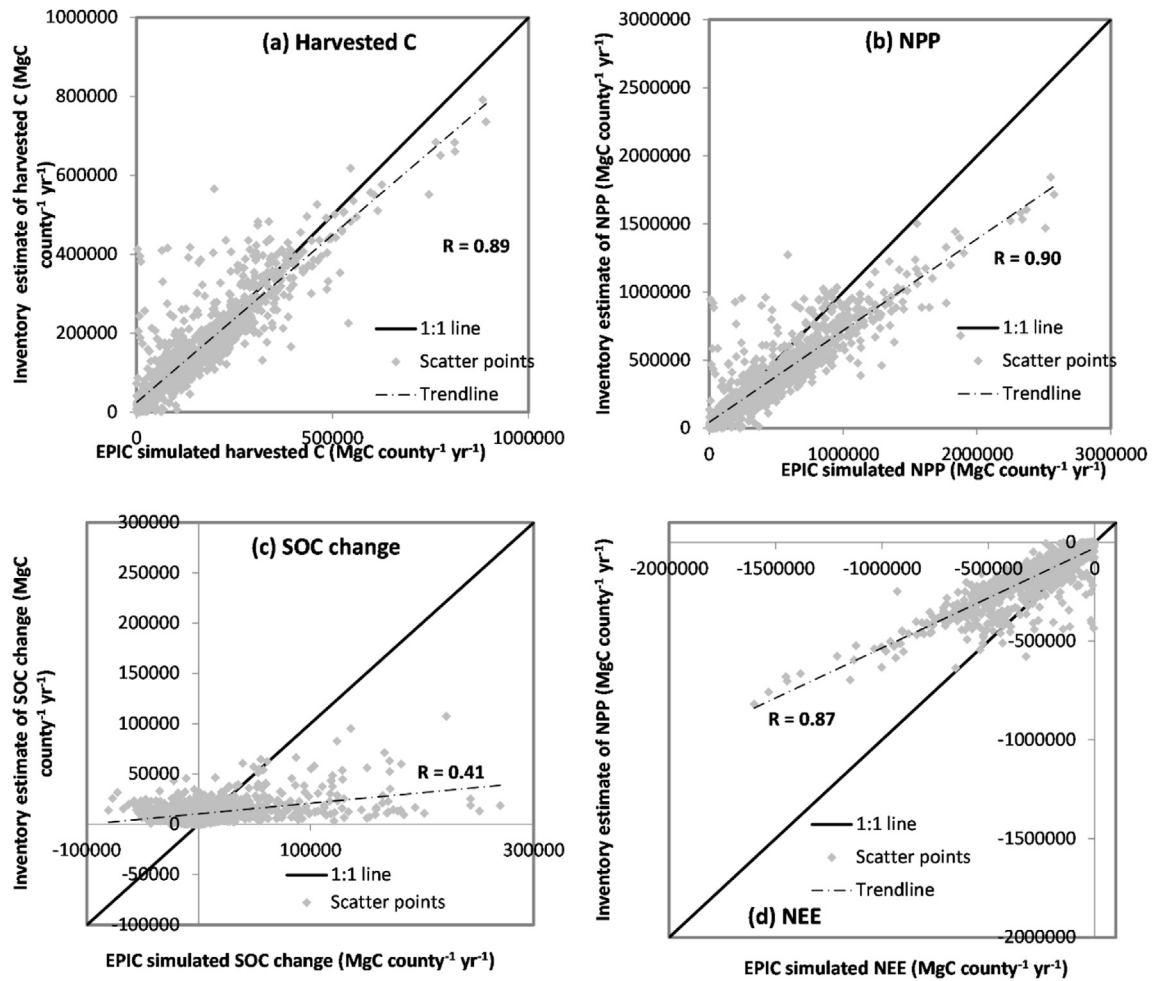 (a) Harvested C
Inventory estimate of harvested C (MgC
county⁻¹ yr⁻¹)
1000000
800000
600000
400000
200000
0
R = 0.89
1:1 line
Scatter points
Trendline
0
500000
1000000
EPIC simulated harvested C (MgC county⁻¹ yr⁻¹)
(b) NPP
Inventory estimate of NPP (MgC county⁻¹ yr⁻¹)
3000000
2500000
2000000
1500000
1000000
500000
0
R = 0.90
1:1 line
Scatter points
Trendline
0
1000000
2000000
3000000
EPIC simulated NPP (MgC county⁻¹ yr⁻¹)
(c) SOC change
Inventory estimate of SOC change (MgC
county⁻¹ yr⁻¹)
300000
250000
200000
150000
100000
50000
0
-50000
-100000
R = 0.41
-100000
100000
300000
1:1 line
Scatter points
EPIC simulated SOC change (MgC county⁻¹ yr⁻¹)
Inventory estimate of NPP (MgC county⁻¹ yr⁻¹)
0
-2000000
-1500000
-1000000
-500000
0
-500000
-1000000
-1500000
-2000000
R = 0.87
1:1 line
Scatter points
Trendline
(d) NEE
EPIC simulated NEE (MgC county⁻¹ yr⁻¹)